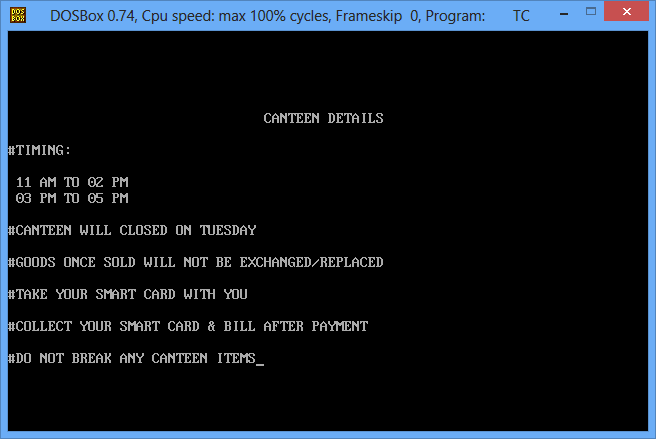 DOS
BOX
DOSBox 0.74, Cpu speed: max 100% cycles, Frameskip 0, Program: TC
CANTEEN DETAILS
#TIMING:
11 AM TO 02 PM
03 PM TO 05 PM
#CANTEEN WILL CLOSED ON TUESDAY
#GOODS ONCE SOLD WILL NOT BE EXCHANGED/REPLACED
#TAKE YOUR SMART CARD WITH YOU
#COLLECT YOUR SMART CARD & BILL AFTER PAYMENT
#DO NOT BREAK ANY CANTEEN ITEMS_